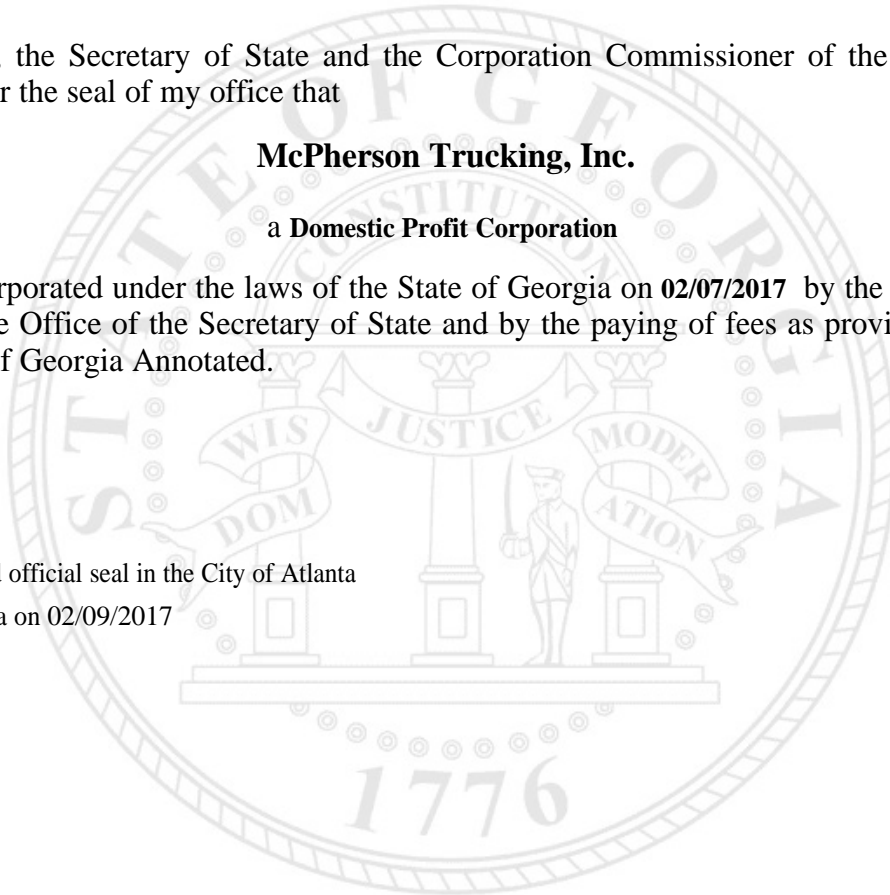 the Secretary of State and the Corporation Commissioner of the
r the seal of my office that
McPherson Trucking, Inc.
a Domestic Profit Corporation
rporated under the laws of the State of Georgia on 02/07/2017 by the
e Office of the Secretary of State and by the paying of fees as provi
f Georgia Annotated.
official seal in the City of Atlanta
a on 02/09/2017
STATE OF GEORGIA
CONSTITUTION
WIS
DOM
JUSTICE
MODER
ATION
1776